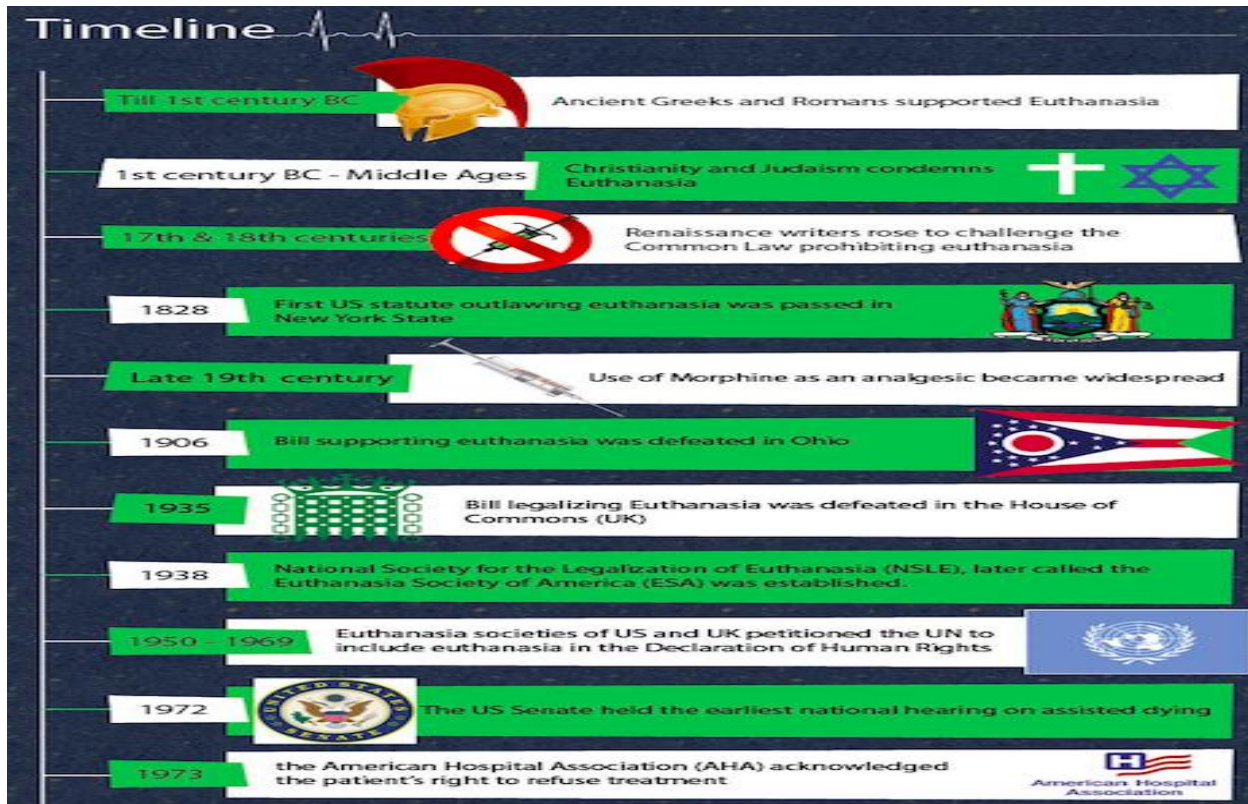 Timeline
Till 1st century BC
Ancient Greeks and Romans supported Euthanasia
1st century BC - Middle Ages
Christianity and Judaism condemns
Euthanasia
17th & 18th centuries
Renaissance writers rose to challenge the
Common Law prohibiting euthanasia
1828
First US statute outlawing euthanasia was passed in
New York State
Late 19th century
Use of Morphine as an analgesic became widespread
1906
Bill supporting euthanasia was defeated in Ohio
1935
Bill legalizing Euthanasia was defeated in the House of
Commons (UK)
1938
National Society for the Legalization of Euthanasia (NSLE), later called the
Euthanasia Society of America (ESA) was established.
1950 - 1969
Euthanasia societies of US and UK petitioned the UN to
include euthanasia in the Declaration of Human Rights
1972
UNITED STATES
SENATE
The US Senate held the earliest national hearing on assisted dying
1973
the American Hospital Association (AHA) acknowledged
the patient's right to refuse treatment
H
American Hospital
Association